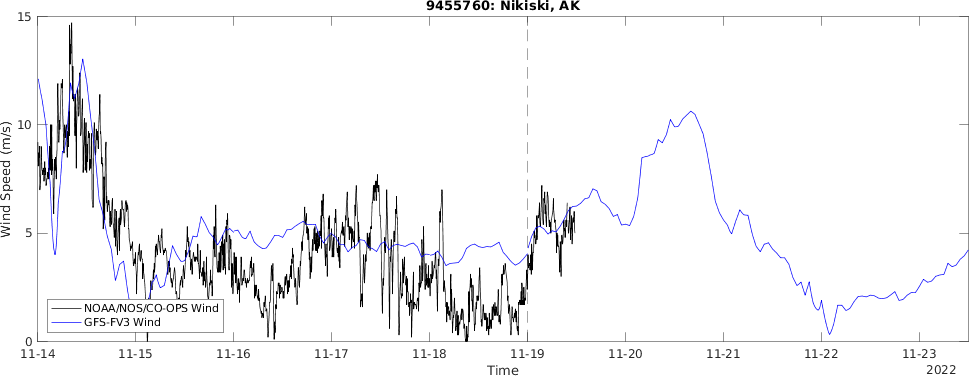 9455760: Nikiski, AK
Wind Speed (m/s)
15
10
5
0
NOAA/NOS/CO-OPS Wind
GFS-FV3 Wind
11-14 11-15 11-16 11-17 11-18 11-19 11-20 11-21 11-22 11-23
Time
2022